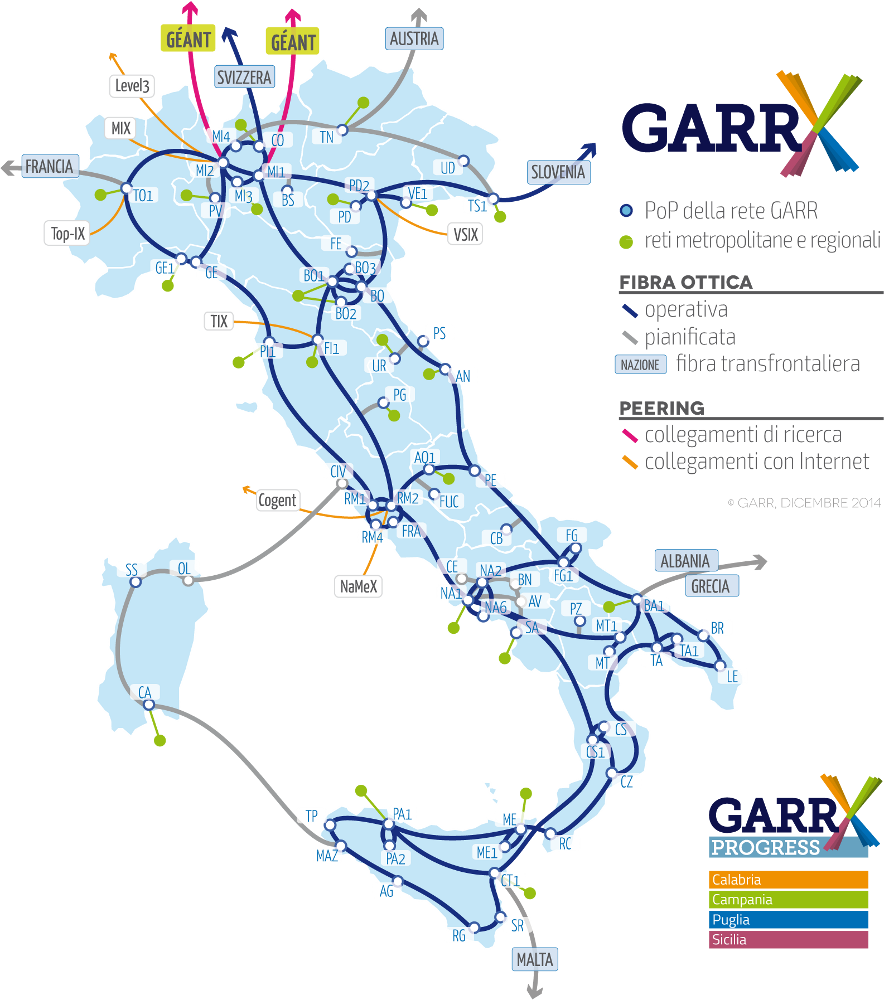 GÉANT
GÉANT
AUSTRIA
SVIZZERA
Level3
MIX
FRANCIA
Top-IX
SLOVENIA
VSIX
TIX
Cogent
NaMeX
ALBANIA
GRECIA
MALTA
MI4
CO
TN
MI2
MI1
UD
TO1
MI3
PV
BS
PD2
VE1
PD
TS1
FE
GE1
GE
BO1
BO3
BO
BO2
PI1
FI1
PS
UR
AN
PG
AQ1
CIV
PE
RM1
RM2
FUC
RM4
FRA
CB
FG
FG1
CE
NA2
BN
NA1
NA6
AV
SA
PZ
BA1
MT1
BR
MT
TA
TA1
LE
SS
OL
CA
CS
CS1
CZ
TP
PA1
ME
MAZ
PA2
ME1
RC
AG
CT1
RG
SR
GARRX
PoP della rete GARR
reti metropolitane e regionali
FIBRA OTTICA
operativa
pianificata
NAZIONE fibra transfrontaliera
PEERING
collegamenti di ricerca
collegamenti con Internet
© GARR, DICEMBRE 2014
GARRX
PROGRESS
Calabria
Campania
Puglia
Sicilia